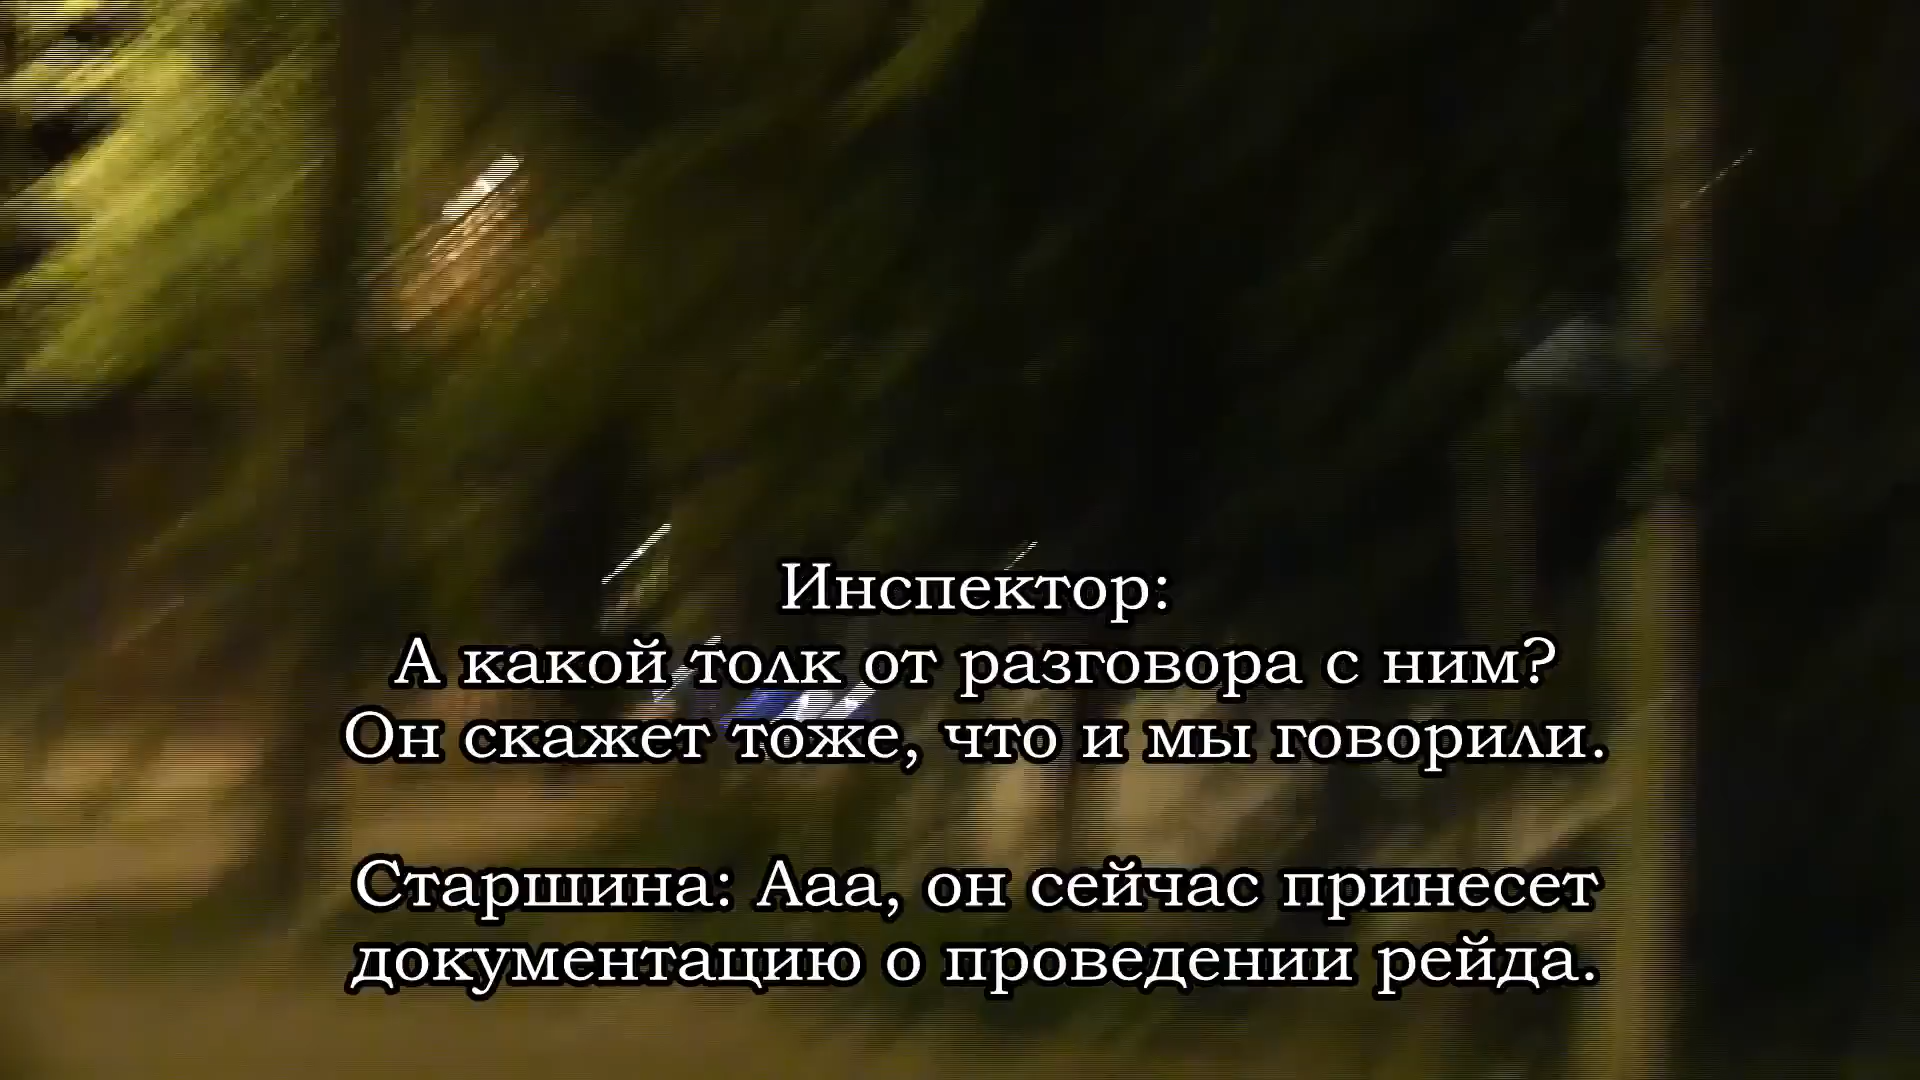 Инспектор:
А какой толк от разговора с ним?
Он скажет тоже, что и мы говорили.
Старшина: Ааа, он сейчас принесет
документацию о проведении рейда.